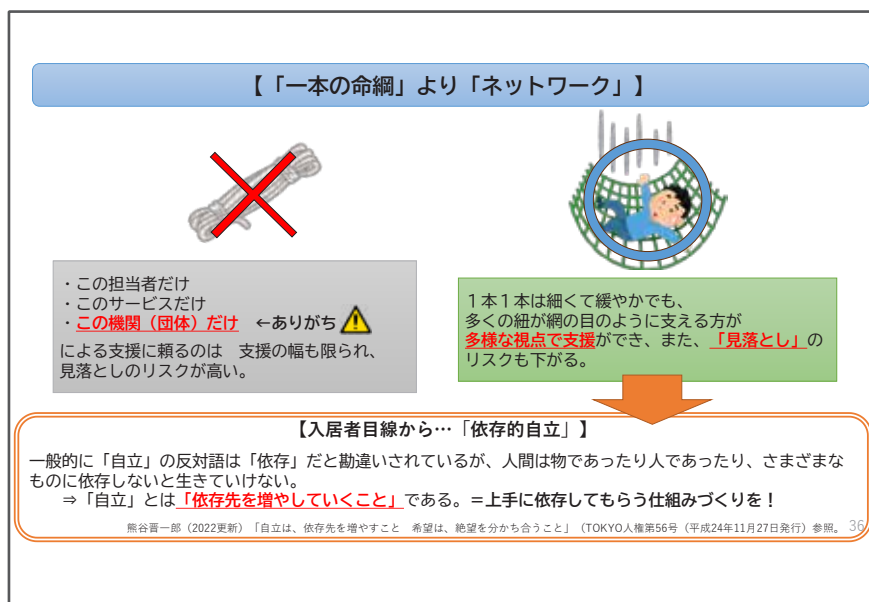 【「一本の命綱」より「ネットワーク」】
・この担当者だけ
・このサービスだけ
・この機関（団体）だけ　←ありがち
による支援に頼るのは　支援の幅も限られ、
見落としのリスクが高い。
１本１本は細くて緩やかでも、
多くの紐が網の目のように支える方が
多様な視点で支援ができ、また、「見落とし」の
リスクも下がる。
【入居者目線から…「依存的自立」】
一般的に「自立」の反対語は「依存」だと勘違いされているが、人間は物であったり人であったり、さまざまな
ものに依存しないと生きていけない。
⇒「自立」とは「依存先を増やしていくこと」である。＝上手に依存してもらう仕組みづくりを！
熊谷晋一郎（2022更新）「自立は、依存先を増やすこと　希望は、絶望を分かち合うこと」（TOKYO人権第56号（平成24年11月27日発行）参照。
36